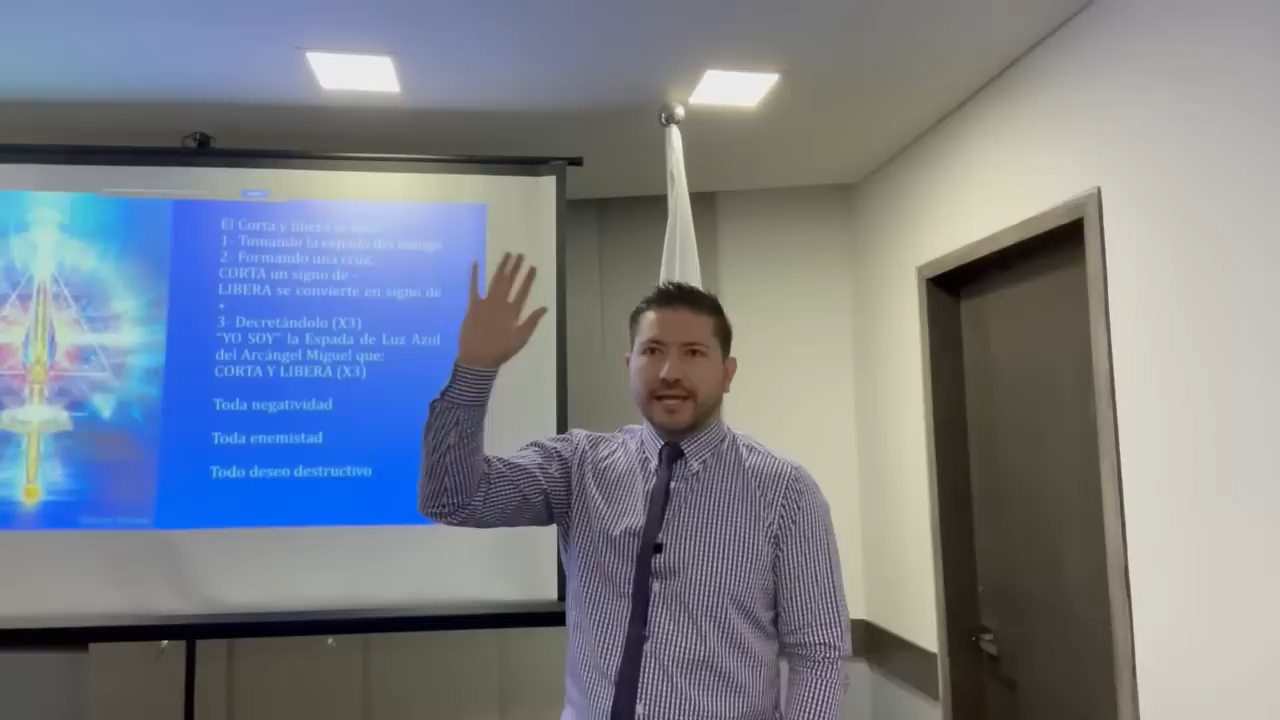 El Corta y libera
1- Tomando la espada del mango
2- Formando una cruz,
CORTA un signo de -
LIBERA se convierte en signo de
+
3- Decretándolo (X3)
"YO SOY" la Espada de Luz Azul
del Arcángel Miguel que:
CORTA Y LIBERA (X3)
Toda negatividad
Toda enemistad
Todo deseo destructivo